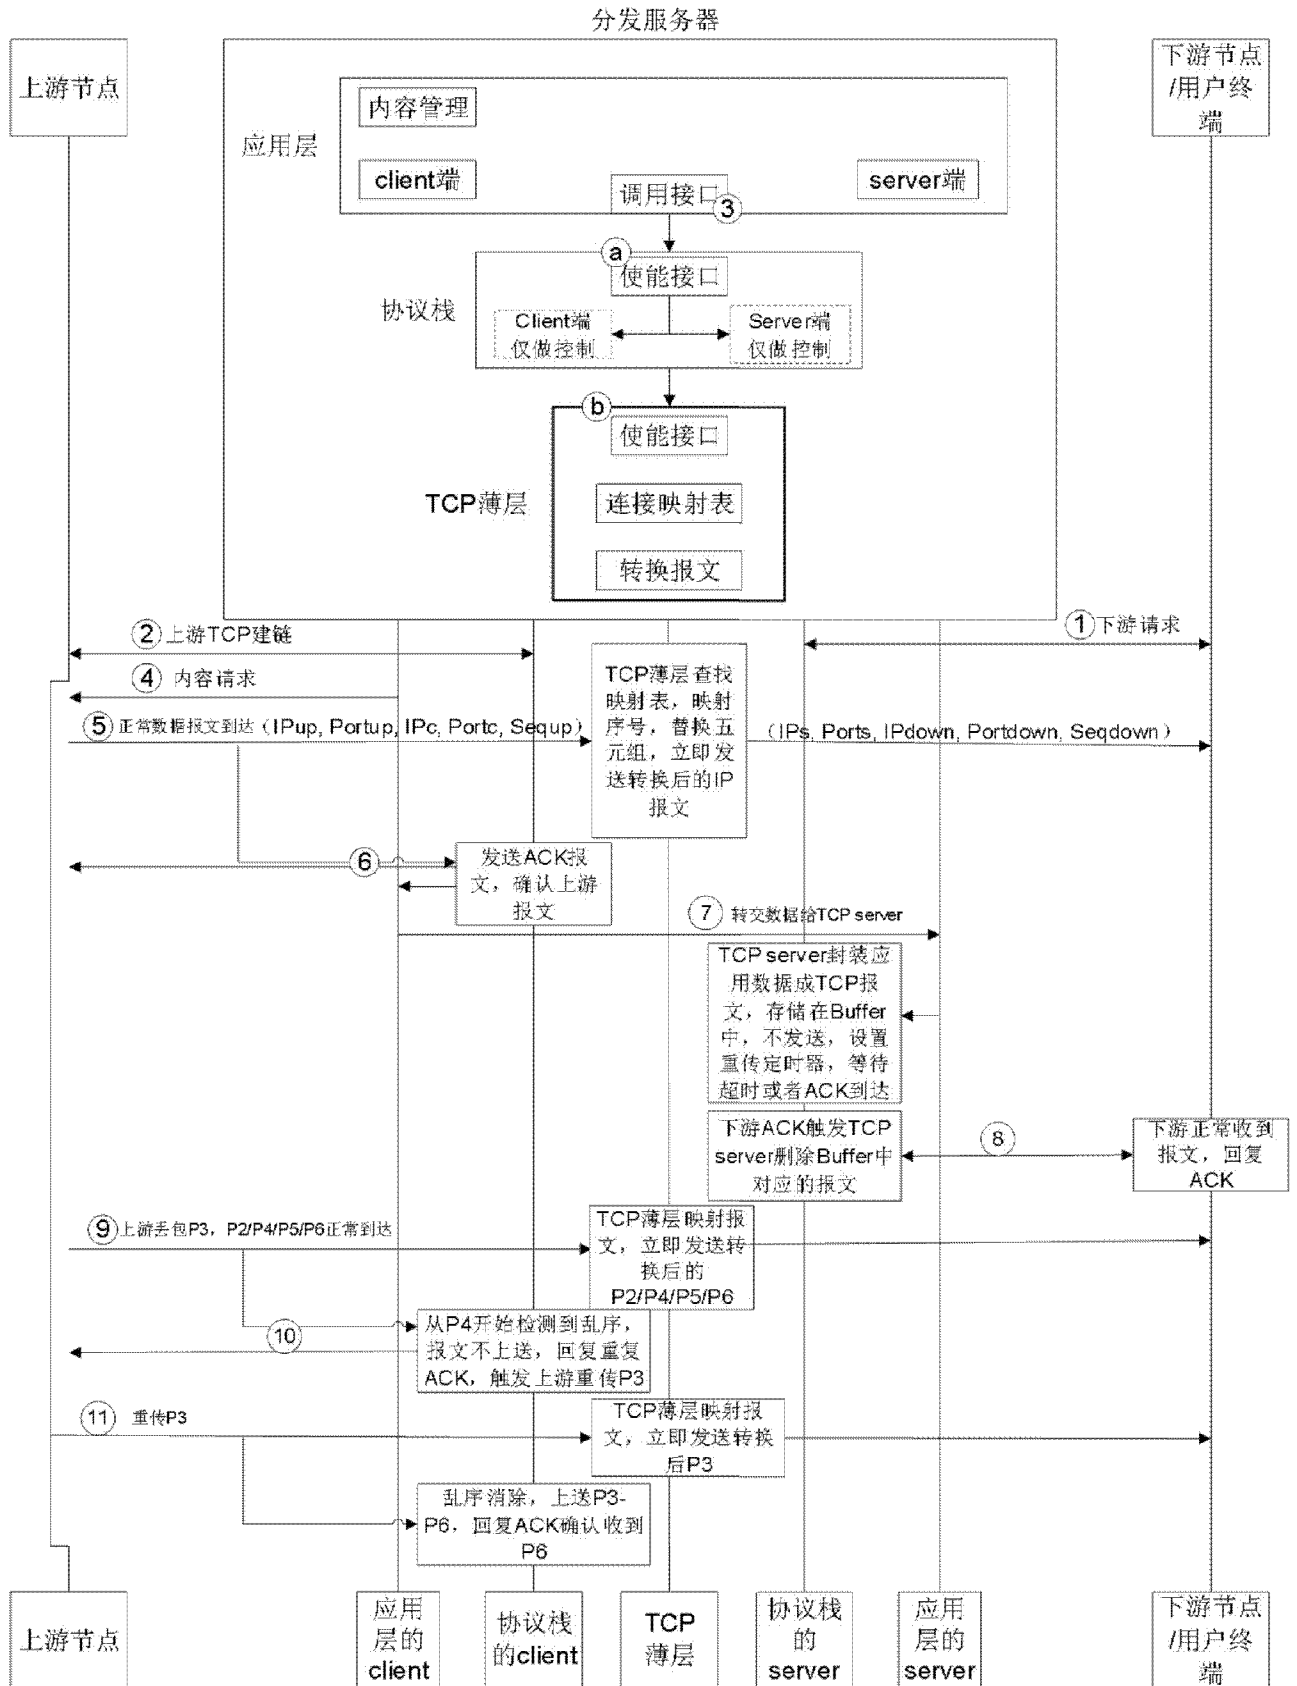 分发服务器
上游节点
下游节点
/用户终
端
应用层
内容管理
client端
server端
调用接口
3
a
使能接口
协议栈
Client端
仅做控制
Server端
仅做控制
b
使能接口
TCP薄层
连接映射表
转换报文
2 上游TCP建链
1 下游请求
4 内容请求
5 正常数据报文到达（IPup, Portup, IPc, Portc, Sequp）
TCP薄层查找
映射表，映射
序号，替换五
元组，立即发
送转换后的IP
报文
（IPs, Ports, IPdown, Portdown, Seqdown）
6
发送ACK报
文，确认上游
报文
7 转交数据给TCP server
TCP server封装应
用数据成TCP报
文，存储在Buffer
中，不发送，设置
重传定时器，等待
超时或者ACK到达
下游ACK触发TCP
server删除Buffer中
对应的报文
8
下游正常收到
报文，回复
ACK
9 上游丢包P3，P2/P4/P5/P6正常到达
TCP薄层映射报
文，立即发送转
换后的
P2/P4/P5/P6
10
从P4开始检测到乱序，
报文不上送，回复重复
ACK，触发上游重传P3
11 重传P3
TCP薄层映射报
文，立即发送转换
后P3
乱序消除，上送P3-
P6，回复ACK确认收到
P6
上游节点
应用
层的
client
协议栈
的client
TCP
薄层
协议栈
的
server
应用
层的
server
下游节点
/用户终
端